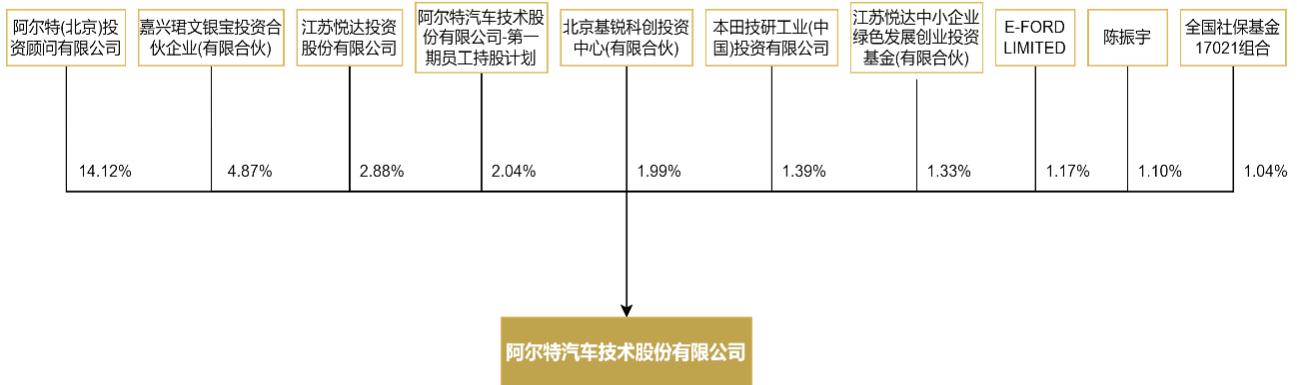 阿尔特(北京)投
资顾问有限公司
嘉兴珺文银宝投资合
伙企业(有限合伙)
江苏悦达投资
股份有限公司
阿尔特汽车技术股
份有限公司-第一
期员工持股计划
北京基锐科创投资
中心(有限合伙)
本田技研工业(中
国)投资有限公司
江苏悦达中小企业
绿色发展创业投资
基金(有限合伙)
E-FORD
LIMITED
陈振宇
全国社保基金
17021组合
14.12%
4.87%
2.88%
2.04%
1.99%
1.39%
1.33%
1.17%
1.10%
1.04%
阿尔特汽车技术股份有限公司